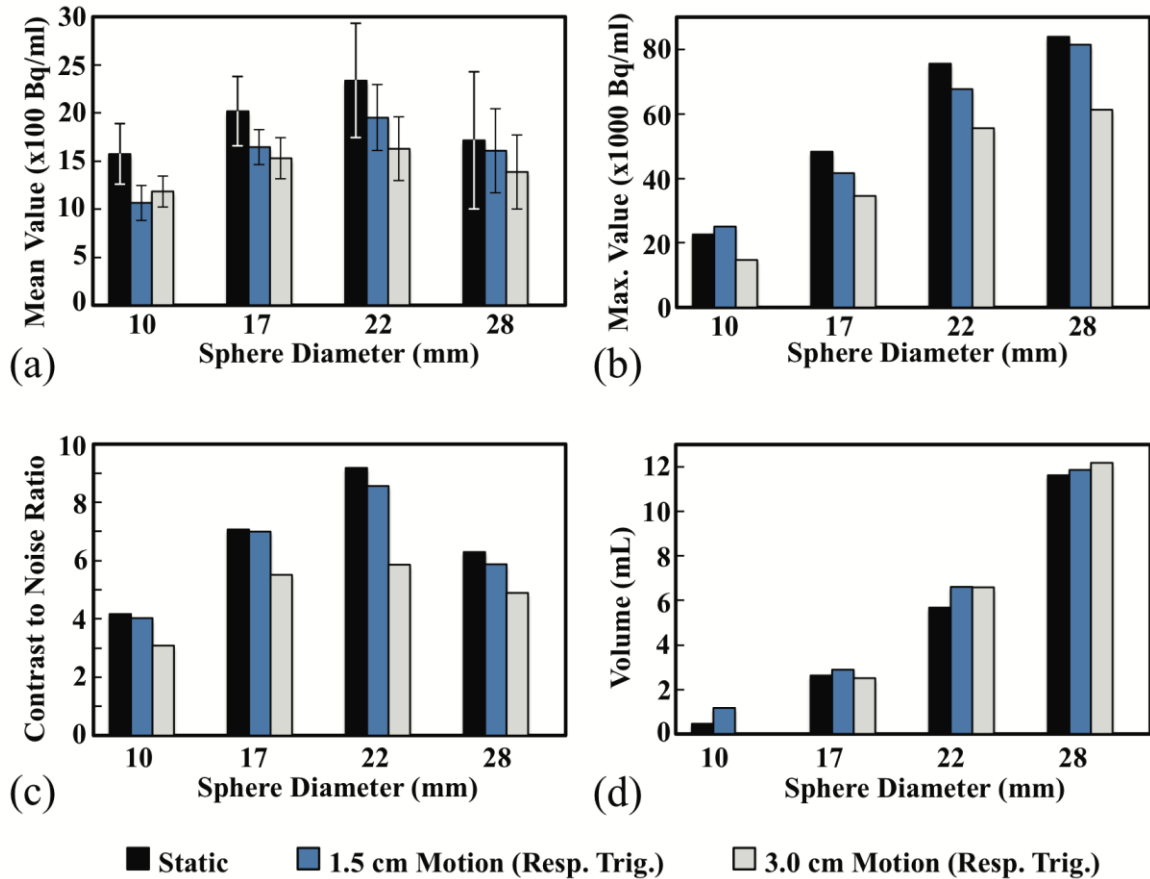 30
25
20
15
10
5
0
Mean Value (x100 Bq/ml)
10 17 22 28
Sphere Diameter (mm)
(a)
80
60
40
20
0
Max. Value (x1000 Bq/ml)
10 17 22 28
Sphere Diameter (mm)
(b)
10
8
6
4
2
0
Contrast to Noise Ratio
10 17 22 28
Sphere Diameter (mm)
(c)
12
10
8
6
4
2
0
Volume (mL)
10 17 22 28
Sphere Diameter (mm)
(d)
Static 1.5 cm Motion (Resp. Trig.) 3.0 cm Motion (Resp. Trig.)